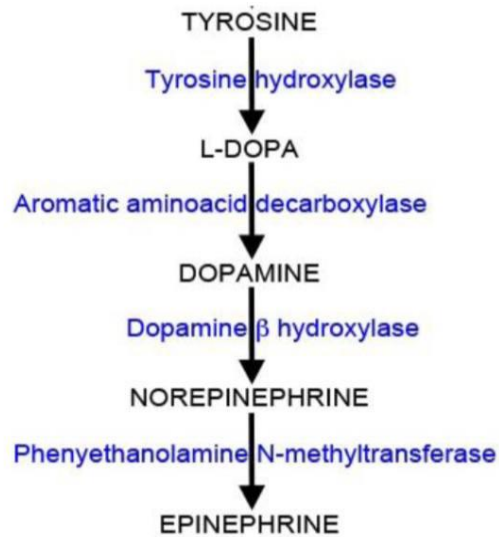 TYROSINE
Tyrosine hydroxylase
L-DOPA
Aromatic aminoacid decarboxylase
DOPAMINE
Dopamine β hydroxylase
NOREPINEPHRINE
Phenyethanolamine N-methyltransferase
EPINEPHRINE